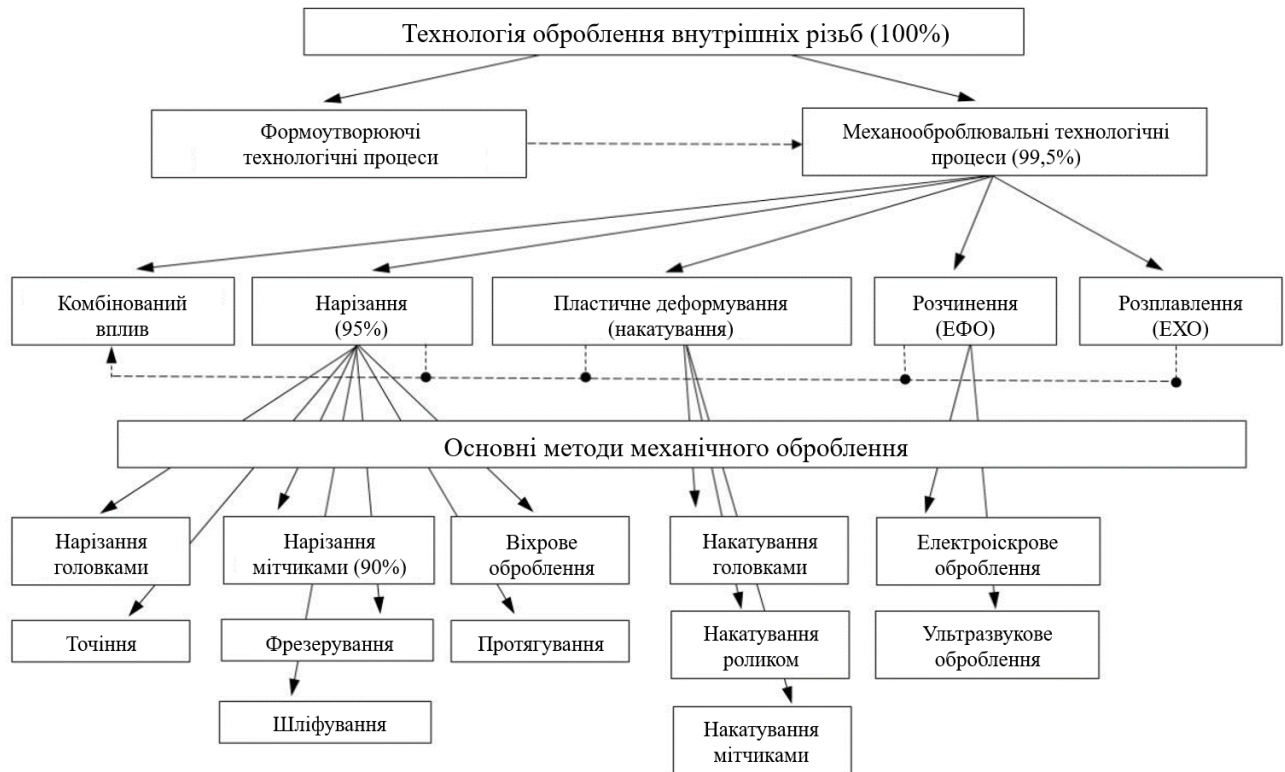 Технологія оброблення внутрішніх різьб (100%)
Формоутворюючі
технологічні процеси
Механооброблювальні технологічні
процеси (99,5%)
Комбінований
вплив
Нарізання
(95%)
Пластичне деформування
(накатування)
Розчинення
(ЕФО)
Розплавлення
(ЕХО)
Основні методи механічного оброблення
Нарізання
головками
Нарізання
мітчиками (90%)
Віхрове
оброблення
Накатування
головками
Електроіскрове
оброблення
Точіння
Фрезерування
Протягування
Накатування
роликом
Ультразвукове
оброблення
Шліфування
Накатування
мітчиками